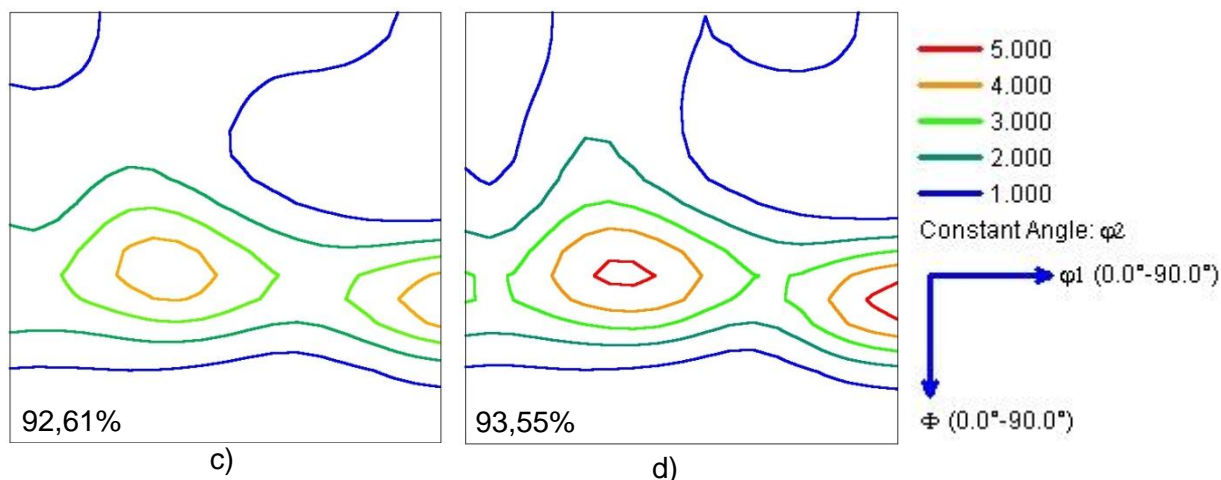 5.000
4.000
3.000
2.000
1.000
Constant Angle: φ2
φ1 (0.0°-90.0°)
Φ (0.0°-90.0°)
92,61%
93,55%
c)
d)